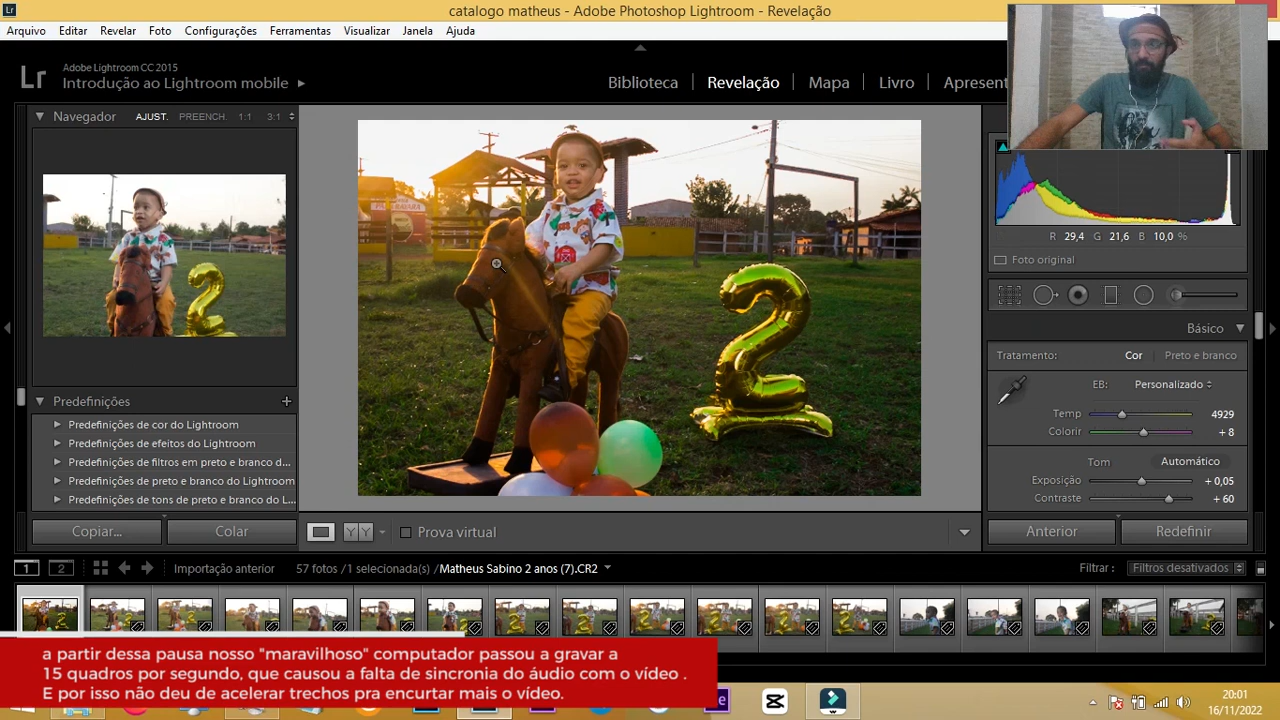 catalogo matheus - Adobe Photoshop Lightroom - Revelação
Arquivo Editar Revelar Foto Configurações Ferramentas Visualizar Janela Ajuda
Adobe Lightroom CC 2015
Introdução ao Lightroom mobile
Biblioteca | Revelação | Mapa | Livro | Apresent
Navegador AJUST. PREENCH. 1:1 3:1
R 29,4 G 21,6 B 10,0 %
Foto original
Básico
Tratamento: Cor | Preto e branco
EB: Personalizado
Temp 4929
Colorir + 8
Tom Automático
Exposição + 0,05
Contraste + 60
Predefinições
Predefinições de cor do Lightroom
Predefinições de efeitos do Lightroom
Predefinições de filtros em preto e branco d...
Predefinições de preto e branco do Lightroom
Predefinições de tons de preto e branco do L...
Copiar... Colar
Prova virtual
Anterior Redefinir
1 2 Importação anterior 57 fotos /1 selecionada(s) /Matheus Sabino 2 anos (7).CR2
Filtrar : Filtros desativados
a partir dessa pausa nosso "maravilhoso" computador passou a gravar a
15 quadros por segundo, que causou a falta de sincronia do áudio com o vídeo .
E por isso não deu de acelerar trechos pra encurtar mais o vídeo.
20:01
16/11/2022